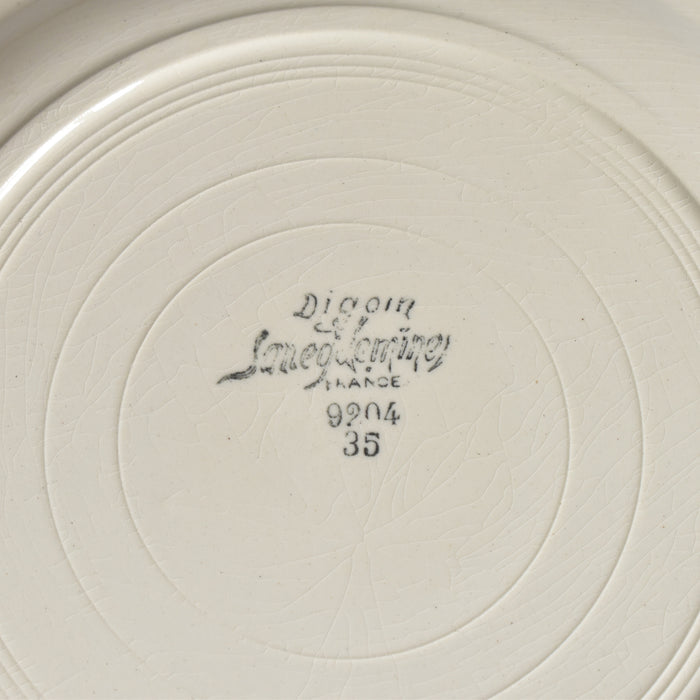 Digoin
&
Sarreguemines
FRANCE
9204
35